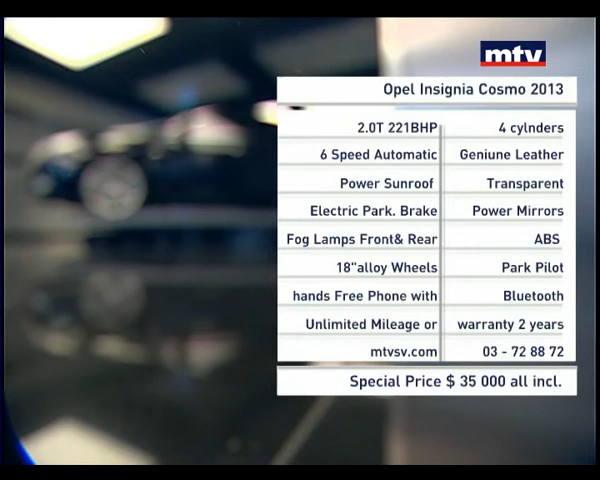 mtv
Opel Insignia Cosmo 2013
2.0T 221BHP 4 cylnders
6 Speed Automatic Geniune Leather
Power Sunroof Transparent
Electric Park. Brake Power Mirrors
Fog Lamps Front& Rear ABS
18"alloy Wheels Park Pilot
hands Free Phone with Bluetooth
Unlimited Mileage or warranty 2 years
mtvsv.com 03 - 72 88 72
Special Price $ 35 000 all incl.